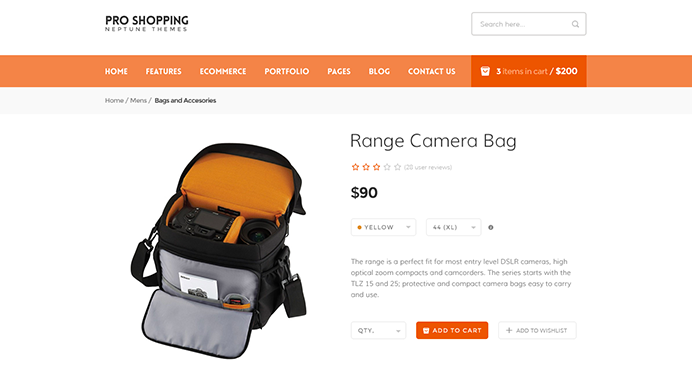 PRO SHOPPING
NEPTUNE THEMES
Search here...
HOME FEATURES ECOMMERCE PORTFOLIO PAGES BLOG CONTACT US 3 items in cart / $200
Home / Mens / Bags and Accesories
Range Camera Bag
(28 user reviews)
$90
YELLOW 44 (XL)
The range is a perfect fit for most entry level DSLR cameras, high
optical zoom compacts and camcorders. The series starts with the
TLZ 15 and 25; protective and compact camera bags easy to carry
and use.
QTY. ADD TO CART ADD TO WISHLIST